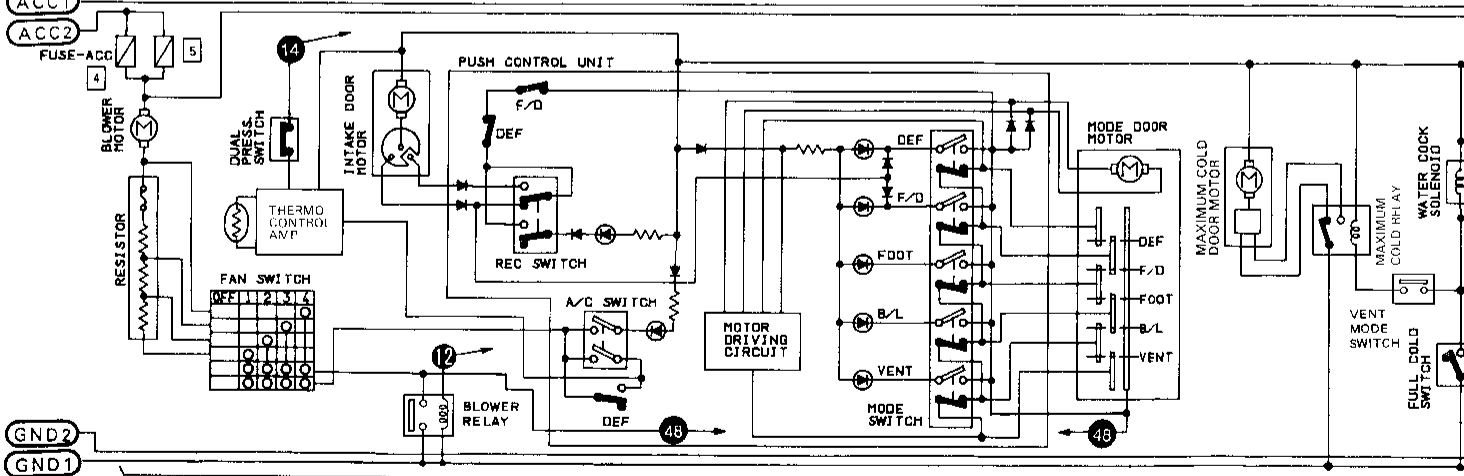 ACC1
ACC2
FUSE-ACC
4
5
BLOWER
MOTOR
14
DUAL
PRESS.
SWITCH
INTAKE DOOR
MOTOR
M
M
PUSH CONTROL UNIT
F/D
DEF
RESISTOR
THERMO
CONTROL
AMP
REC SWITCH
FAN SWITCH
OFF 1 2 3 4
A/C SWITCH
DEF
12
BLOWER
RELAY
48
MOTOR
DRIVING
CIRCUIT
DEF
F/D
FOOT
B/L
VENT
MODE
SWITCH
MODE DOOR
MOTOR
M
DEF
F/D
FOOT
B/L
VENT
48
MAXIMUM COLD
DOOR MOTOR
M
MAXIMUM
COLD RELAY
WATER COCK
SOLENOID
VENT
MODE
SWITCH
FULL COLD
SWITCH
GND2
GND1